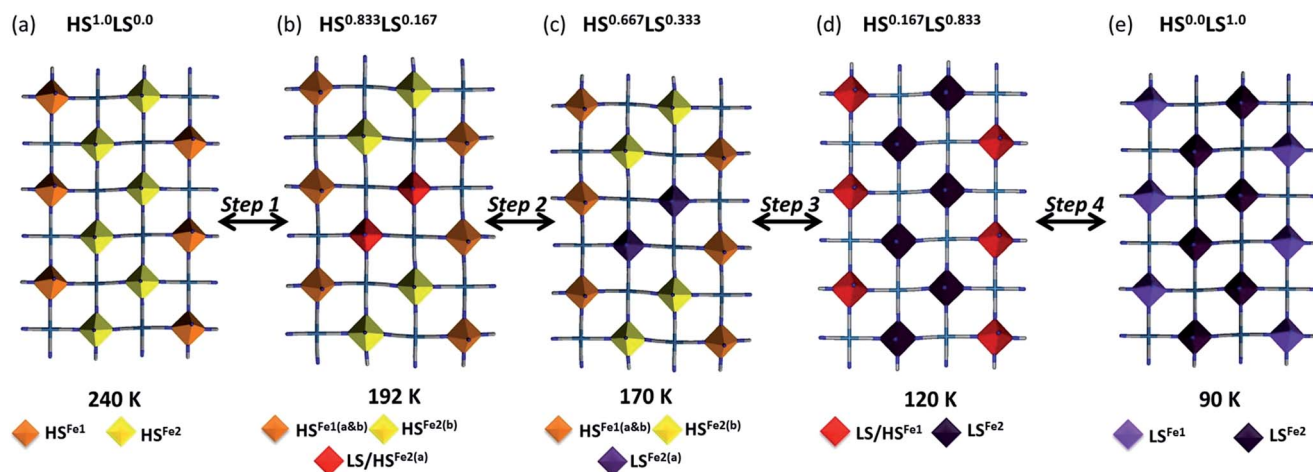 (a) HS1.0LS0.0
(b) HS0.833LS0.167
(c) HS0.667LS0.333
(d) HS0.167LS0.833
(e) HS0.0LS1.0
Step 1
Step 2
Step 3
Step 4
240 K
192 K
170 K
120 K
90 K
HSFe1 HSFe2
HSFe1(a&b) HSFe2(b)
LS/HSFe2(a)
HSFe1(a&b) HSFe2(b)
LSFe2(a)
LS/HSFe1 LSFe2
LSFe1 LSFe2